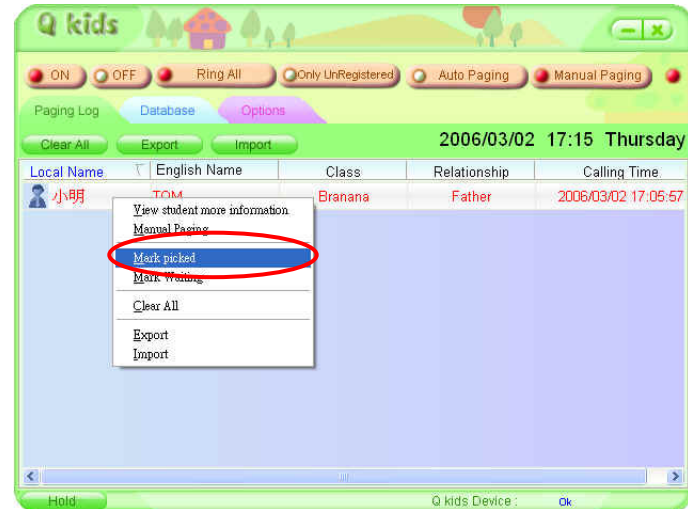 Q kids
ON OFF Ring All Only UnRegistered Auto Paging Manual Paging
Paging Log Database Options
Clear All Export Import 2006/03/02 17:15 Thursday
Local Name English Name Class Relationship Calling Time
小明 TOM Branana Father 2006/03/02 17:05:57
View student more information
Manual Paging
Mark picked
Mark Waiting
Clear All
Export
Import
Hold Q kids Device : Ok